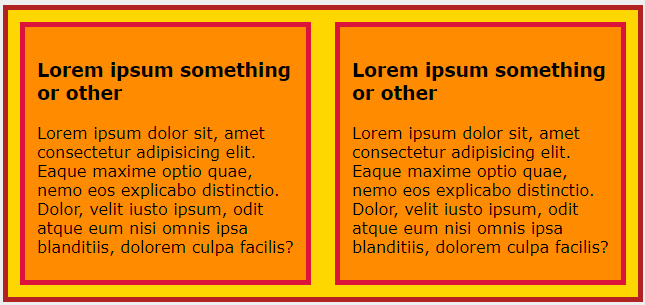 Lorem ipsum something
or other
Lorem ipsum dolor sit, amet
consectetur adipisicing elit.
Eaque maxime optio quae,
nemo eos explicabo distinctio.
Dolor, velit iusto ipsum, odit
atque eum nisi omnis ipsa
blanditiis, dolorem culpa facilis?
Lorem ipsum something
or other
Lorem ipsum dolor sit, amet
consectetur adipisicing elit.
Eaque maxime optio quae,
nemo eos explicabo distinctio.
Dolor, velit iusto ipsum, odit
atque eum nisi omnis ipsa
blanditiis, dolorem culpa facilis?